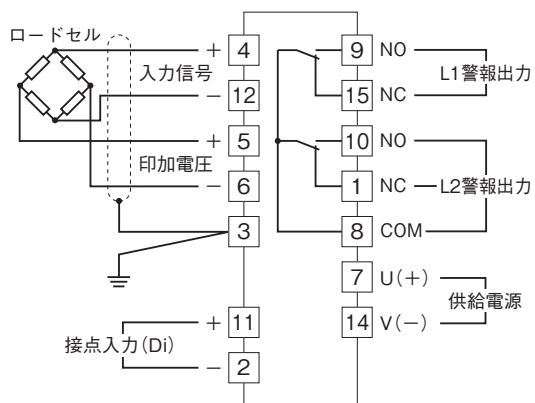 ロードセル
+ 4
入力信号
− 12
+ 5
印加電圧
− 6
3
+ 11
接点入力(Di)
− 2
9 NO
L1警報出力
15 NC
10 NO
1 NC L2警報出力
8 COM
7 U(+)
供給電源
14 V(−)